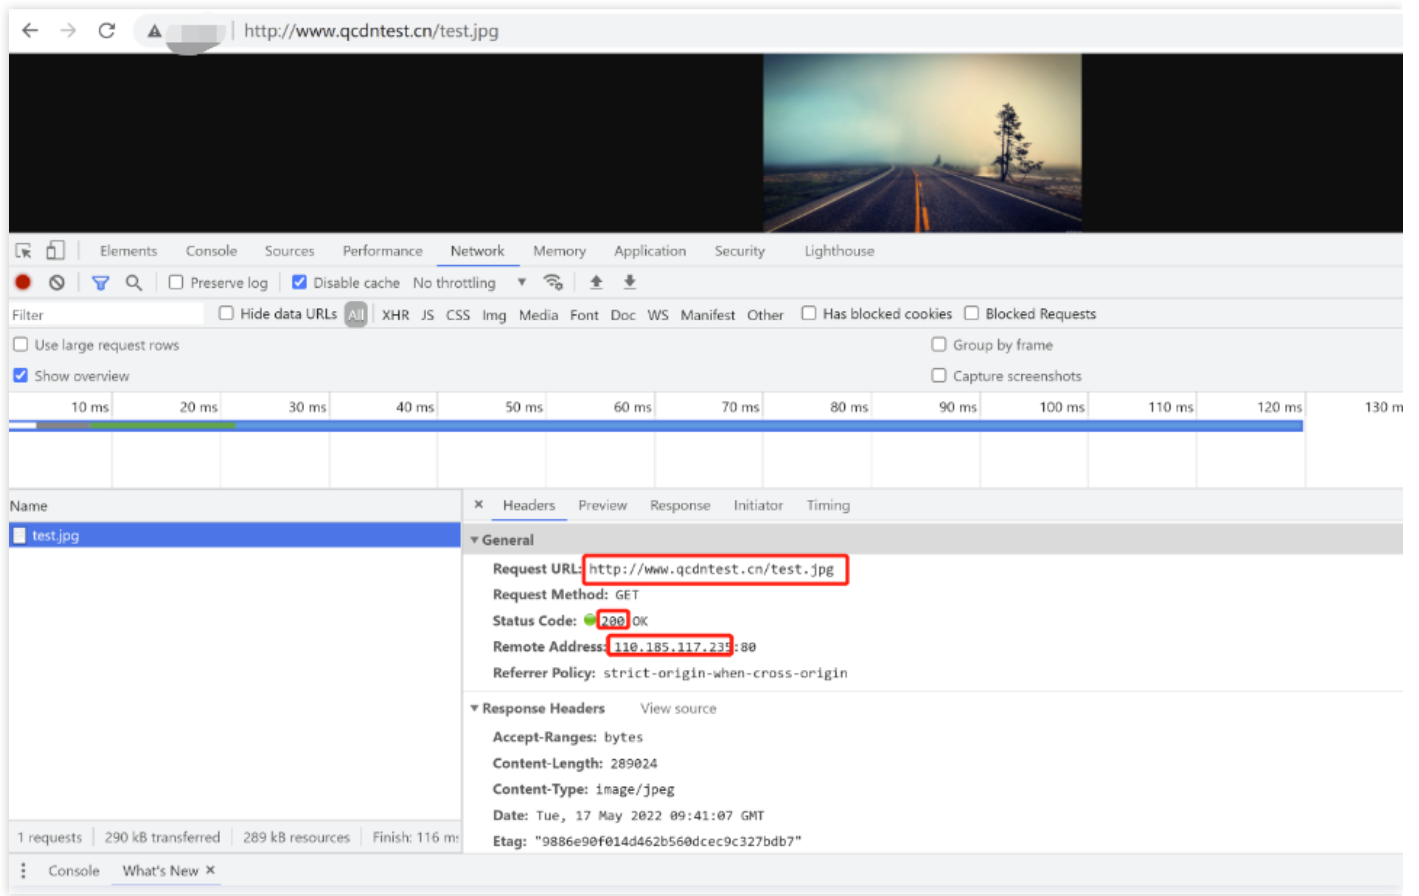 http://www.qcdntest.cn/test.jpg
Elements Console Sources Performance Network Memory Application Security Lighthouse
Preserve log Disable cache No throttling
Filter Hide data URLs All XHR JS CSS Img Media Font Doc WS Manifest Other Has blocked cookies Blocked Requests
Use large request rows Group by frame
Show overview Capture screenshots
10 ms 20 ms 30 ms 40 ms 50 ms 60 ms 70 ms 80 ms 90 ms 100 ms 110 ms 120 ms 130 m
Name × Headers Preview Response Initiator Timing
test.jpg
General
Request URL: http://www.qcdntest.cn/test.jpg
Request Method: GET
Status Code: 200 OK
Remote Address: 110.185.117.235:80
Referrer Policy: strict-origin-when-cross-origin
Response Headers View source
Accept-Ranges: bytes
Content-Length: 289024
Content-Type: image/jpeg
Date: Tue, 17 May 2022 09:41:07 GMT
1 requests 290 kB transferred 289 kB resources Finish: 116 ms
Etag: "9886e90f014d462b560dcec9c327bdb7"
Console What's New ×